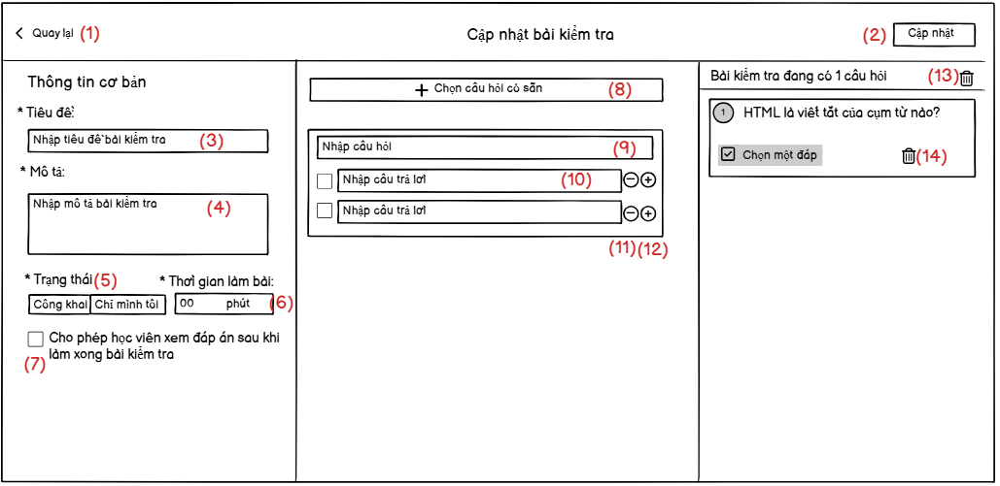 Quay lại (1)
Cập nhật bài kiểm tra
(2) Cập nhật
Thông tin cơ bản
* Tiêu đề:
Nhập tiêu đề bài kiểm tra (3)
* Mô tả:
Nhập mô tả bài kiểm tra (4)
* Trạng thái (5)
* Thời gian làm bài:
Công khai
Chỉ mình tôi
00 phút (6)
Cho phép học viên xem đáp án sau khi
làm xong bài kiểm tra
(7)
+ Chọn câu hỏi có sẵn (8)
Nhập câu hỏi (9)
Nhập câu trả lời (10)
Nhập câu trả lời
(11) (12)
Bài kiểm tra đang có 1 câu hỏi (13)
1 HTML là viết tắt của cụm từ nào?
Chọn một đáp (14)